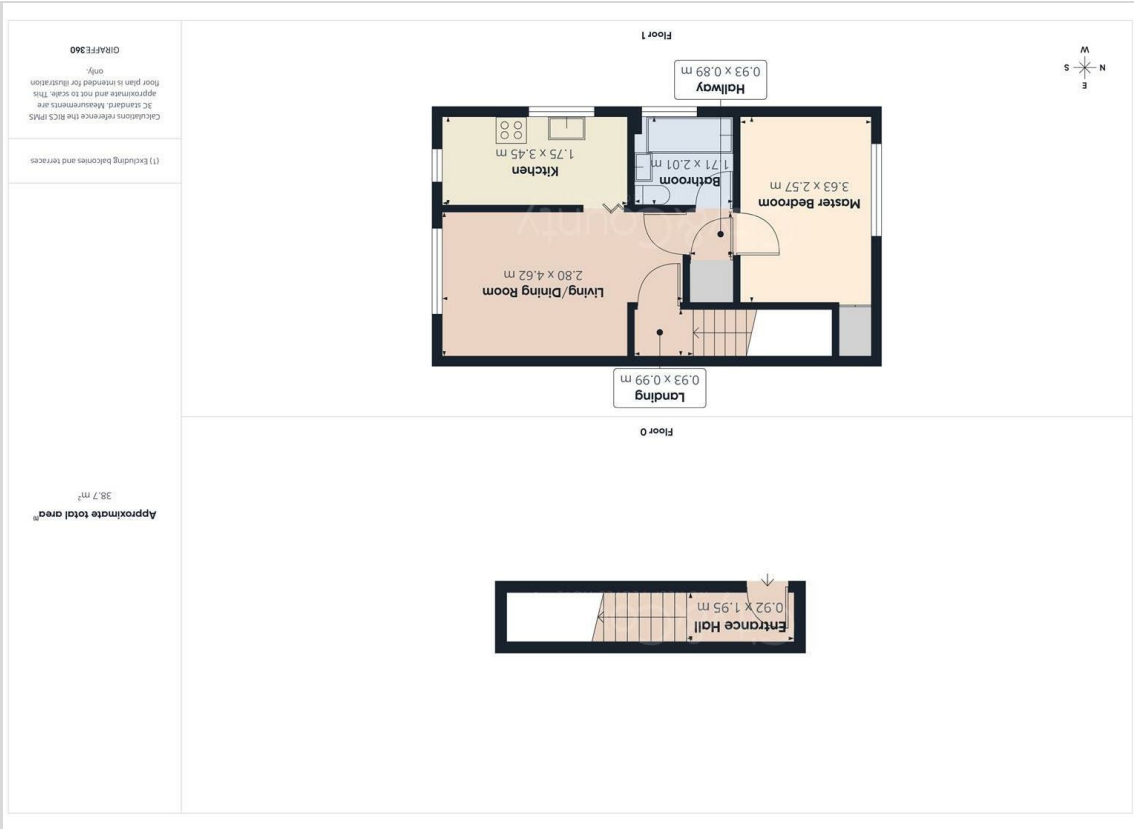 Entrance Hall
0.92 x 1.95 m
Floor 0
Landing
0.93 x 0.99 m
Living/Dining Room
2.80 x 4.62 m
Master Bedroom
3.63 x 2.57 m
Bathroom
1.71 x 2.01 m
Kitchen
1.75 x 3.45 m
County
Hallway
0.93 x 0.89 m
E
N
S
W
Floor 1
Approximate total area(1)
38.7 m²
(1) Excluding balconies and terraces
Calculations reference the RICS IPMS
3C standard. Measurements are
approximate and not to scale. This
floor plan is intended for illustration
only.
GIRAFFE360